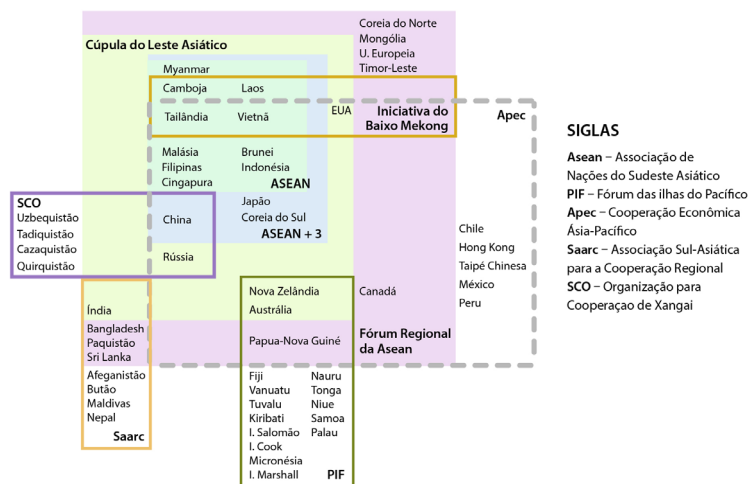 Coreia do Norte
Mongólia
U. Europeia
Timor-Leste
Cúpula do Leste Asiático
Myanmar
Camboja Laos
Tailândia Vietnã
EUA
Iniciativa do
Baixo Mekong
Apec
Malásia Brunei
Filipinas Indonésia
Cingapura
ASEAN
SCO
Uzbequistão
Tadiquistão
Cazaquistão
Quirquistão
China
Japão
Coreia do Sul
ASEAN + 3
Rússia
Chile
Hong Kong
Taipé Chinesa
México
Peru
Índia
Bangladesh
Paquistão
Sri Lanka
Afeganistão
Butão
Maldivas
Nepal
Saarc
Nova Zelândia
Austrália
Papua-Nova Guiné
Canadá
Fórum Regional
da Asean
Fiji Nauru
Vanuatu Tonga
Tuvalu Niue
Kiribati Samoa
I. Salomão Palau
I. Cook
Micronésia
I. Marshall
PIF
SIGLAS
Asean – Associação de
Nações do Sudeste Asiático
PIF – Fórum das ilhas do Pacífico
Apec – Cooperação Econômica
Ásia-Pacífico
Saarc – Associação Sul-Asiática
para a Cooperação Regional
SCO – Organização para
Cooperaçao de Xangai